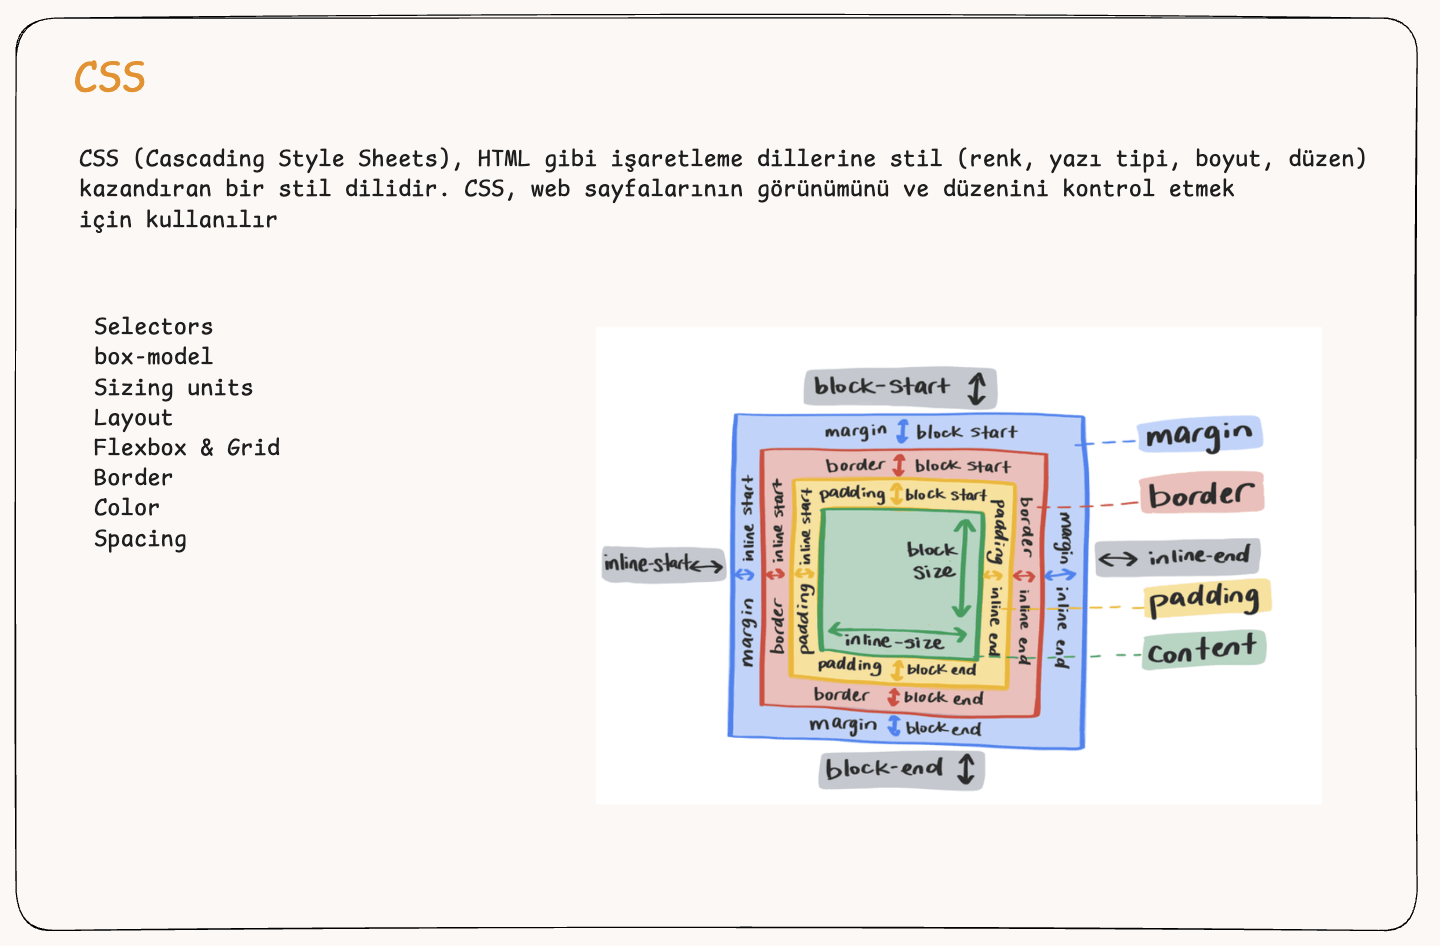 CSS
CSS (Cascading Style Sheets), HTML gibi işaretleme dillerine stil (renk, yazı tipi, boyut, düzen)
kazandıran bir stil dilidir. CSS, web sayfalarının görünümünü ve düzenini kontrol etmek
için kullanılır
Selectors
box-model
Sizing units
Layout
Flexbox & Grid
Border
Color
Spacing
block-start
margin block start
border block start
padding block start
inline-start
margin inline start
border inline start
padding inline start
block size
inline-size
padding inline end
border inline end
margin inline end
padding block end
border block end
margin block end
block-end
margin
border
inline-end
padding
content